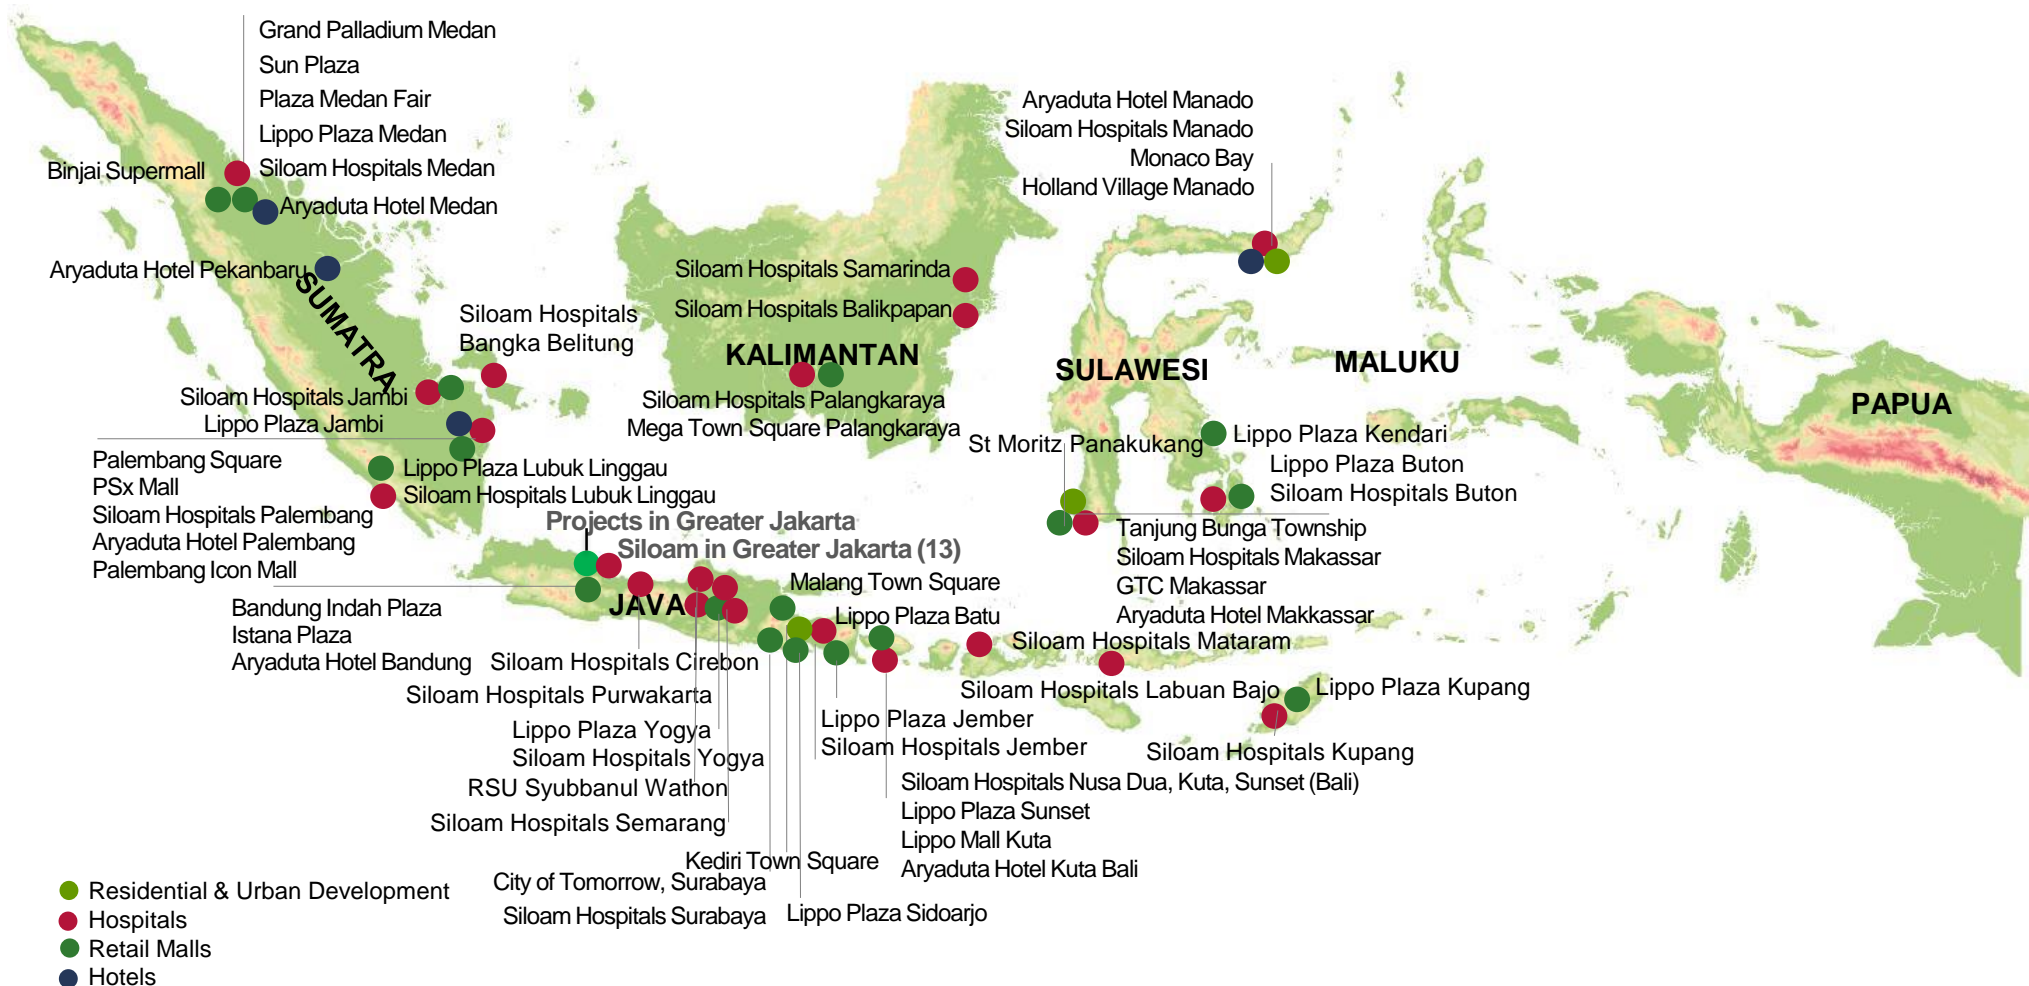 Grand Palladium Medan
Sun Plaza
Plaza Medan Fair
Lippo Plaza Medan
Siloam Hospitals Medan
Binjai Supermall
Aryaduta Hotel Medan
Aryaduta Hotel Pekanbaru
SUMATRA
Siloam Hospitals
Bangka Belitung
Siloam Hospitals Jambi
Lippo Plaza Jambi
Palembang Square
PSx Mall
Siloam Hospitals Palembang
Aryaduta Hotel Palembang
Palembang Icon Mall
Lippo Plaza Lubuk Linggau
Siloam Hospitals Lubuk Linggau
Siloam Hospitals Samarinda
Siloam Hospitals Balikpapan
KALIMANTAN
Siloam Hospitals Palangkaraya
Mega Town Square Palangkaraya
Aryaduta Hotel Manado
Siloam Hospitals Manado
Monaco Bay
Holland Village Manado
SULAWESI
MALUKU
PAPUA
St Moritz Panakukang
Lippo Plaza Kendari
Lippo Plaza Buton
Siloam Hospitals Buton
Tanjung Bunga Township
Siloam Hospitals Makassar
GTC Makassar
Aryaduta Hotel Makkassar
Projects in Greater Jakarta
Siloam in Greater Jakarta (13)
JAVA
Bandung Indah Plaza
Istana Plaza
Aryaduta Hotel Bandung
Siloam Hospitals Cirebon
Siloam Hospitals Purwakarta
Lippo Plaza Yogya
Siloam Hospitals Yogya
RSU Syubbanul Wathon
Siloam Hospitals Semarang
Malang Town Square
Lippo Plaza Batu
Siloam Hospitals Mataram
Siloam Hospitals Labuan Bajo
Lippo Plaza Kupang
Siloam Hospitals Kupang
Lippo Plaza Jember
Siloam Hospitals Jember
Siloam Hospitals Nusa Dua, Kuta, Sunset (Bali)
Lippo Plaza Sunset
Lippo Mall Kuta
Aryaduta Hotel Kuta Bali
Kediri Town Square
City of Tomorrow, Surabaya
Siloam Hospitals Surabaya
Lippo Plaza Sidoarjo
Residential & Urban Development
Hospitals
Retail Malls
Hotels